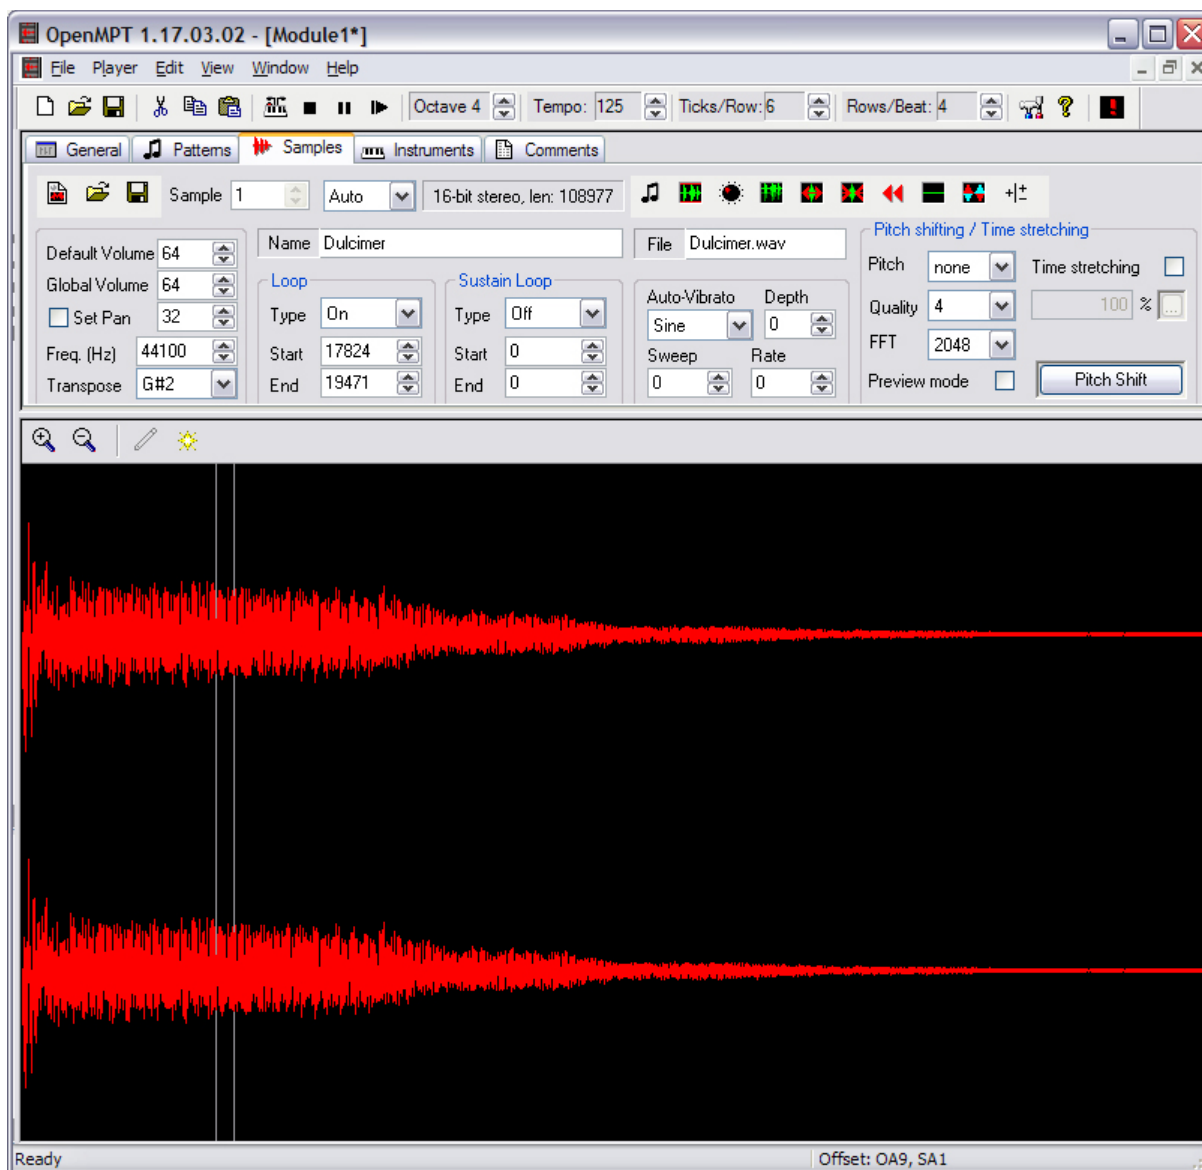 OpenMPT 1.17.03.02 - [Module1*]
File Player Edit View Window Help
Octave 4 Tempo: 125 Ticks/Row: 6 Rows/Beat: 4
General Patterns Samples Instruments Comments
Sample 1 Auto 16-bit stereo, len: 108977
Default Volume 64
Global Volume 64
Set Pan 32
Freq. (Hz) 44100
Transpose G#2
Name Dulcimer
Loop
Type On
Start 17824
End 19471
Sustain Loop
Type Off
Start 0
End 0
File Dulcimer.wav
Auto-Vibrato Depth
Sine 0
Sweep Rate
0 0
Pitch shifting / Time stretching
Pitch none Time stretching
Quality 4 100 % ...
FFT 2048
Preview mode Pitch Shift
Ready Offset: OA9, SA1